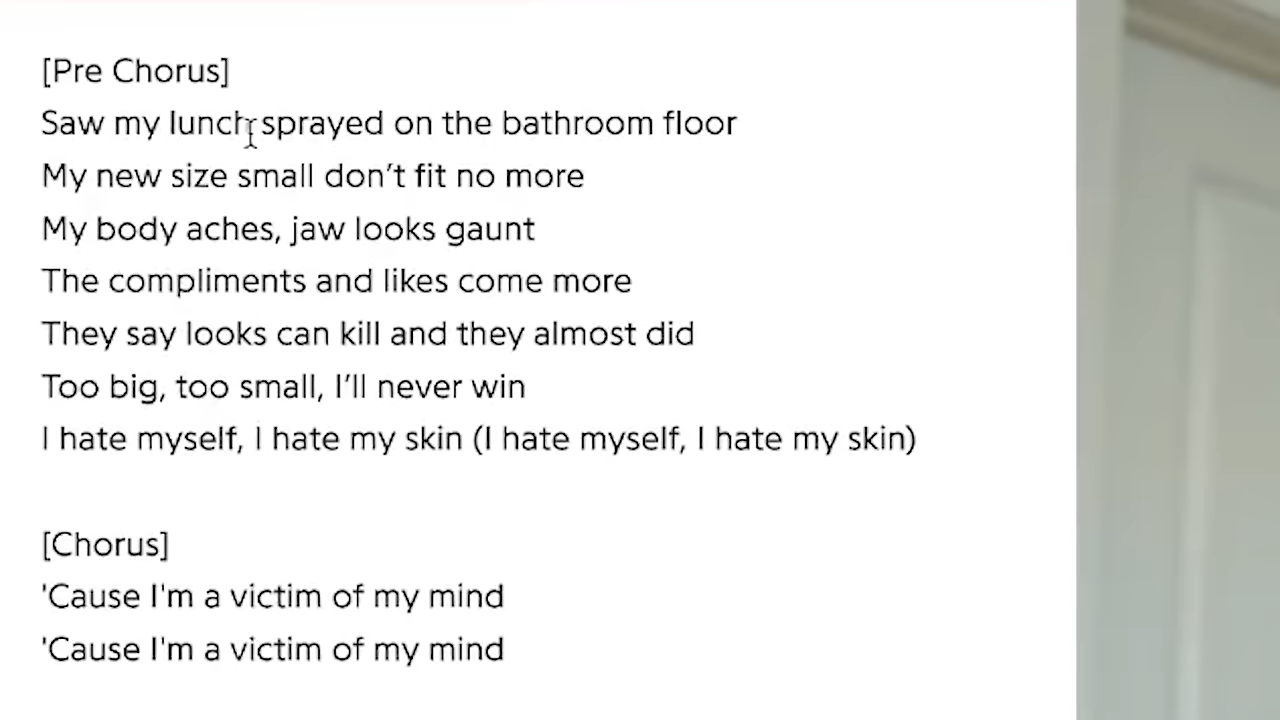 [Pre Chorus]
Saw my lunch sprayed on the bathroom floor
My new size small don’t fit no more
My body aches, jaw looks gaunt
The compliments and likes come more
They say looks can kill and they almost did
Too big, too small, I’ll never win
I hate myself, I hate my skin (I hate myself, I hate my skin)
[Chorus]
'Cause I'm a victim of my mind
'Cause I'm a victim of my mind